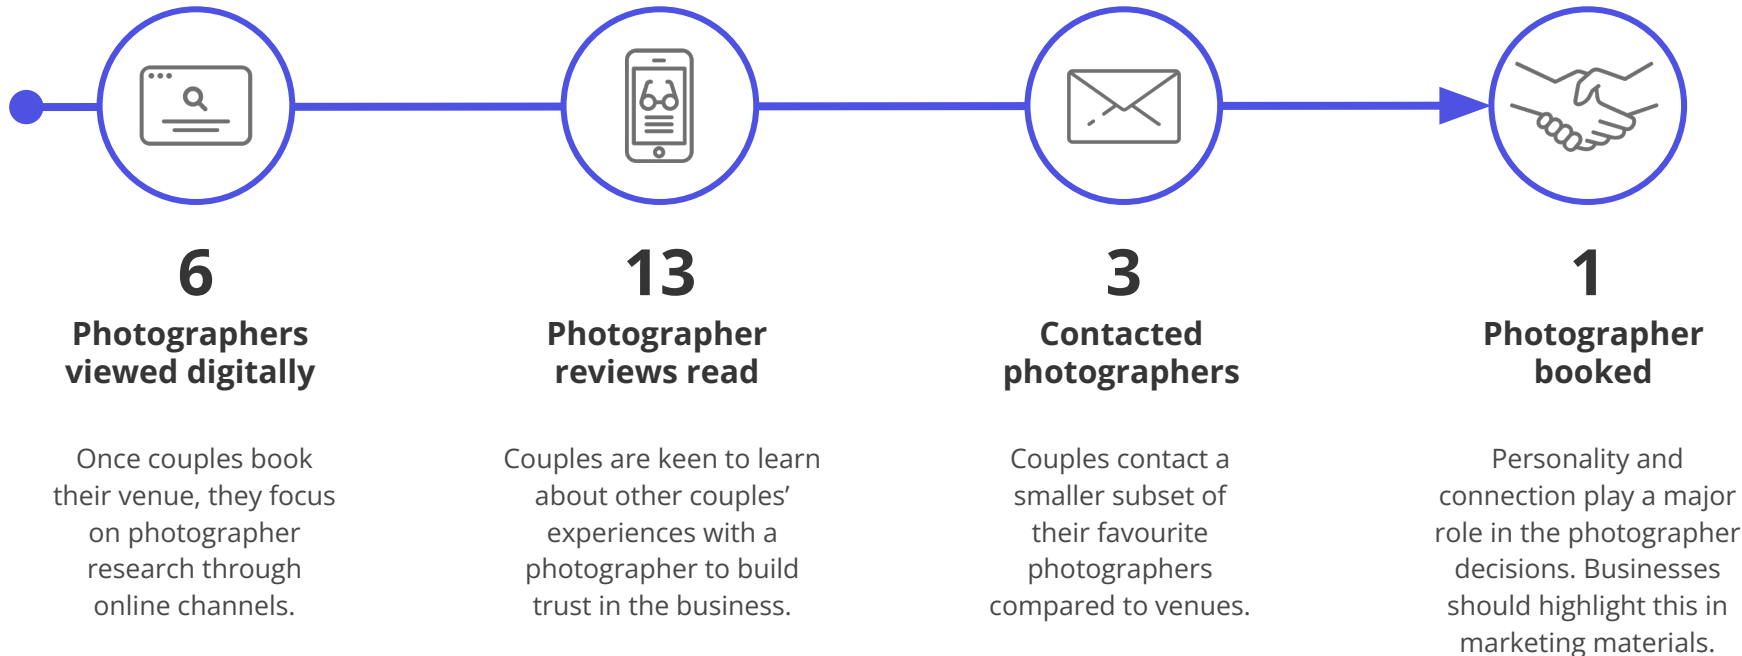 6
Photographers
viewed digitally
Once couples book
their venue, they focus
on photographer
research through
online channels.
13
Photographer
reviews read
Couples are keen to learn
about other couples’
experiences with a
photographer to build
trust in the business.
3
Contacted
photographers
Couples contact a
smaller subset of
their favourite
photographers
compared to venues.
1
Photographer
booked
Personality and
connection play a major
role in the photographer
decisions. Businesses
should highlight this in
marketing materials.